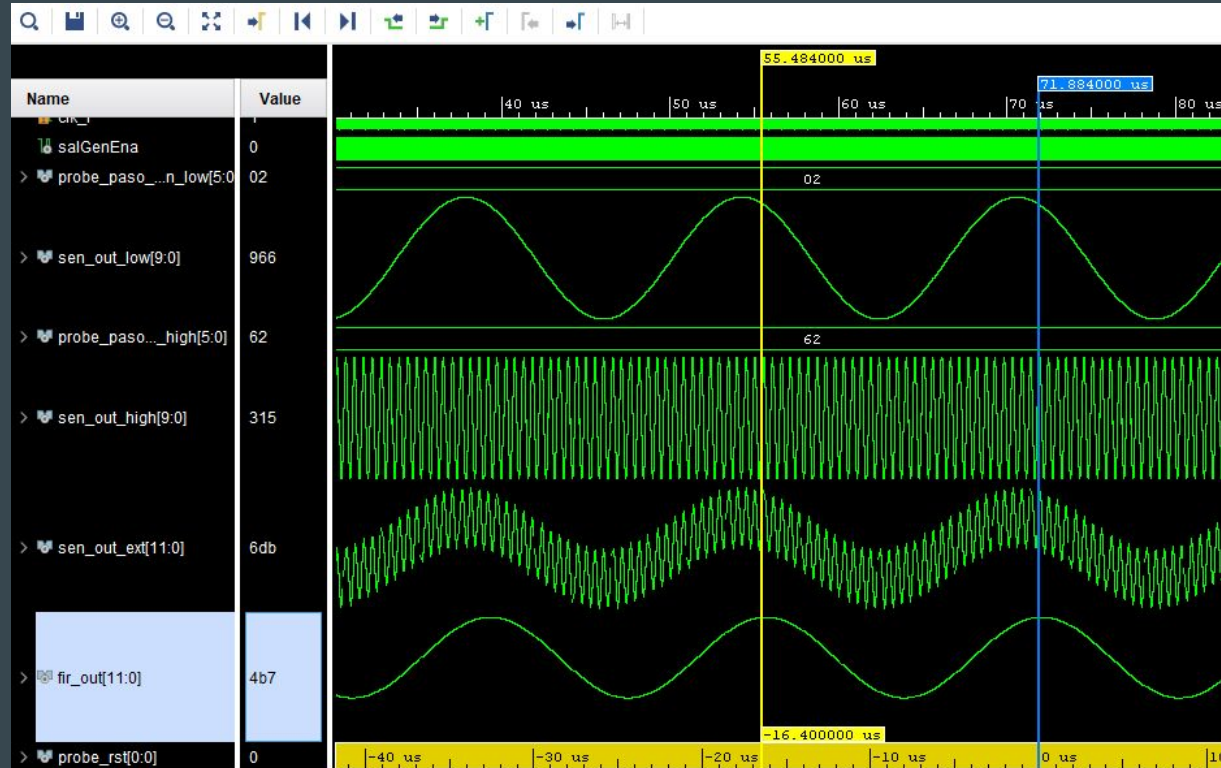 55.484000 us
71.884000 us
Name Value
40 us 50 us 60 us 70 us 80 us
salGenEna 0
probe_paso_...n_low[5:0 02
02
sen_out_low[9:0] 966
probe_paso..._high[5:0] 62
62
sen_out_high[9:0] 315
sen_out_ext[11:0] 6db
fir_out[11:0] 4b7
-16.400000 us
probe_rst[0:0] 0
-40 us -30 us -20 us -10 us 0 us